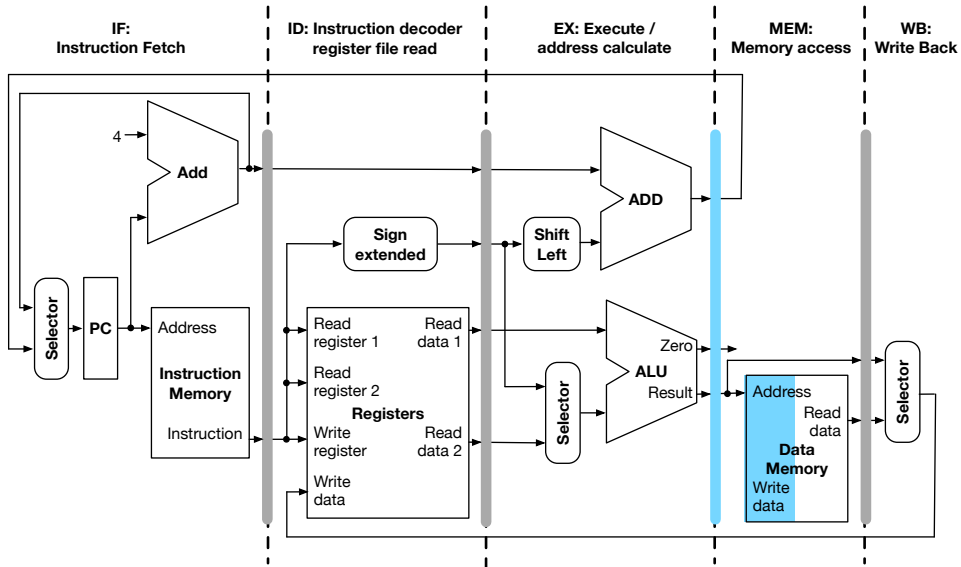 IF:
Instruction Fetch
ID: Instruction decoder
register file read
EX: Execute /
address calculate
MEM:
Memory access
WB:
Write Back
4
Add
ADD
Sign
extended
Shift
Left
Selector
PC
Address
Instruction
Memory
Instruction
Read
register 1
Read
data 1
Read
register 2
Registers
Write
register
Read
data 2
Write
data
Selector
Zero
ALU
Result
Address
Read
data
Data
Memory
Write
data
Selector